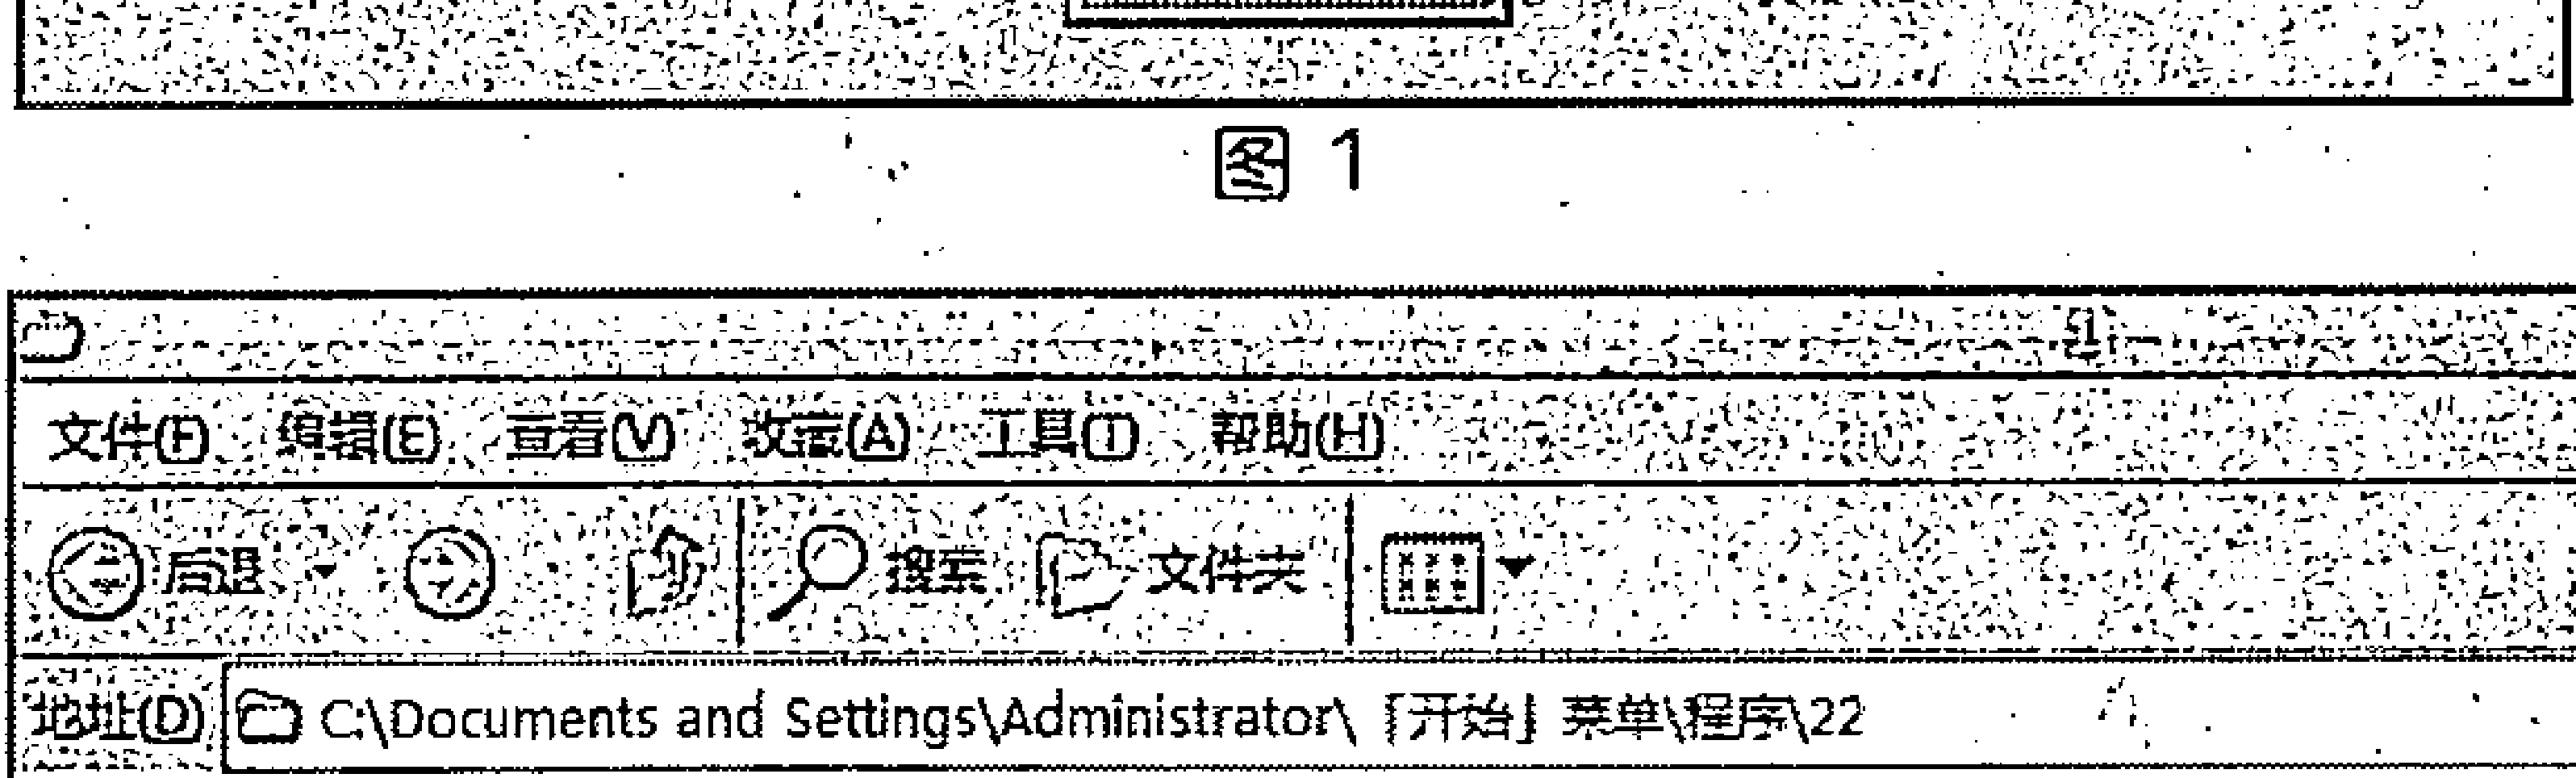 图 1
文件(F) 编辑(E) 查看(V) 收藏(A) 工具(T) 帮助(H)
后退 搜索 文件夹
地址(D) C:\Documents and Settings\Administrator\「开始」菜单\程序\22